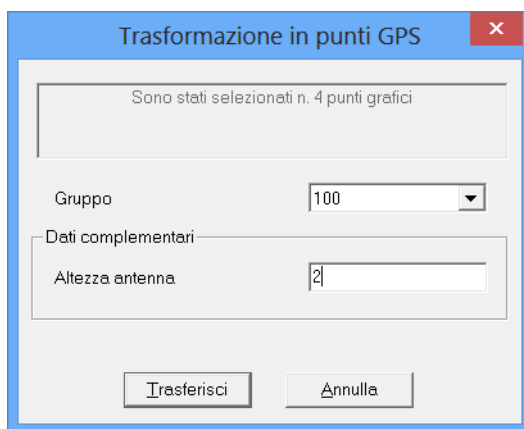 Trasformazione in punti GPS
Sono stati selezionati n. 4 punti grafici
Gruppo 100
Dati complementari
Altezza antenna 2
Trasferisci Annulla